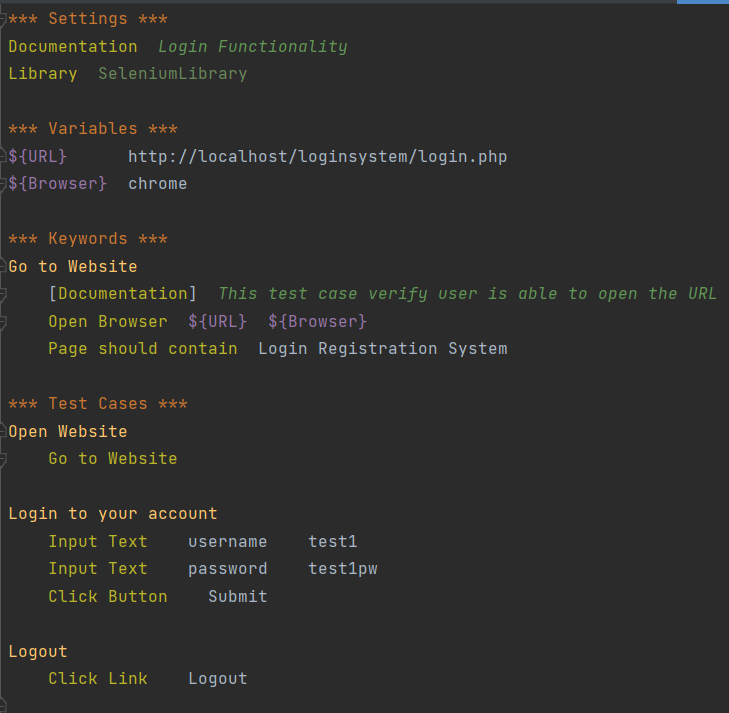 *** Settings ***
Documentation  Login Functionality
Library  SeleniumLibrary
*** Variables ***
${URL}      http://localhost/loginsystem/login.php
${Browser}  chrome
*** Keywords ***
Go to Website
    [Documentation]  This test case verify user is able to open the URL
    Open Browser  ${URL}  ${Browser}
    Page should contain  Login Registration System
*** Test Cases ***
Open Website
    Go to Website
Login to your account
    Input Text    username    test1
    Input Text    password    test1pw
    Click Button    Submit
Logout
    Click Link    Logout